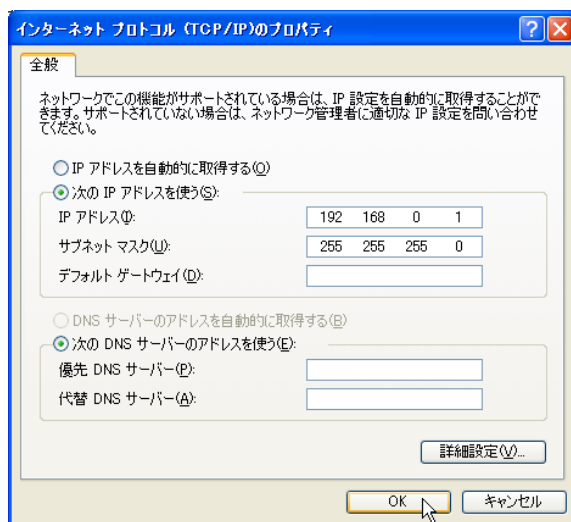 インターネット プロトコル (TCP/IP)のプロパティ
全般
ネットワークでこの機能がサポートされている場合は、IP 設定を自動的に取得することがで
きます。サポートされていない場合は、ネットワーク管理者に適切な IP 設定を問い合わせ
てください。
IP アドレスを自動的に取得する(O)
次の IP アドレスを使う(S):
IP アドレス(I): 192 168 0 1
サブネット マスク(U): 255 255 255 0
デフォルト ゲートウェイ(D):
DNS サーバーのアドレスを自動的に取得する(B)
次の DNS サーバーのアドレスを使う(E):
優先 DNS サーバー(P):
代替 DNS サーバー(A):
詳細設定(V)...
OK キャンセル